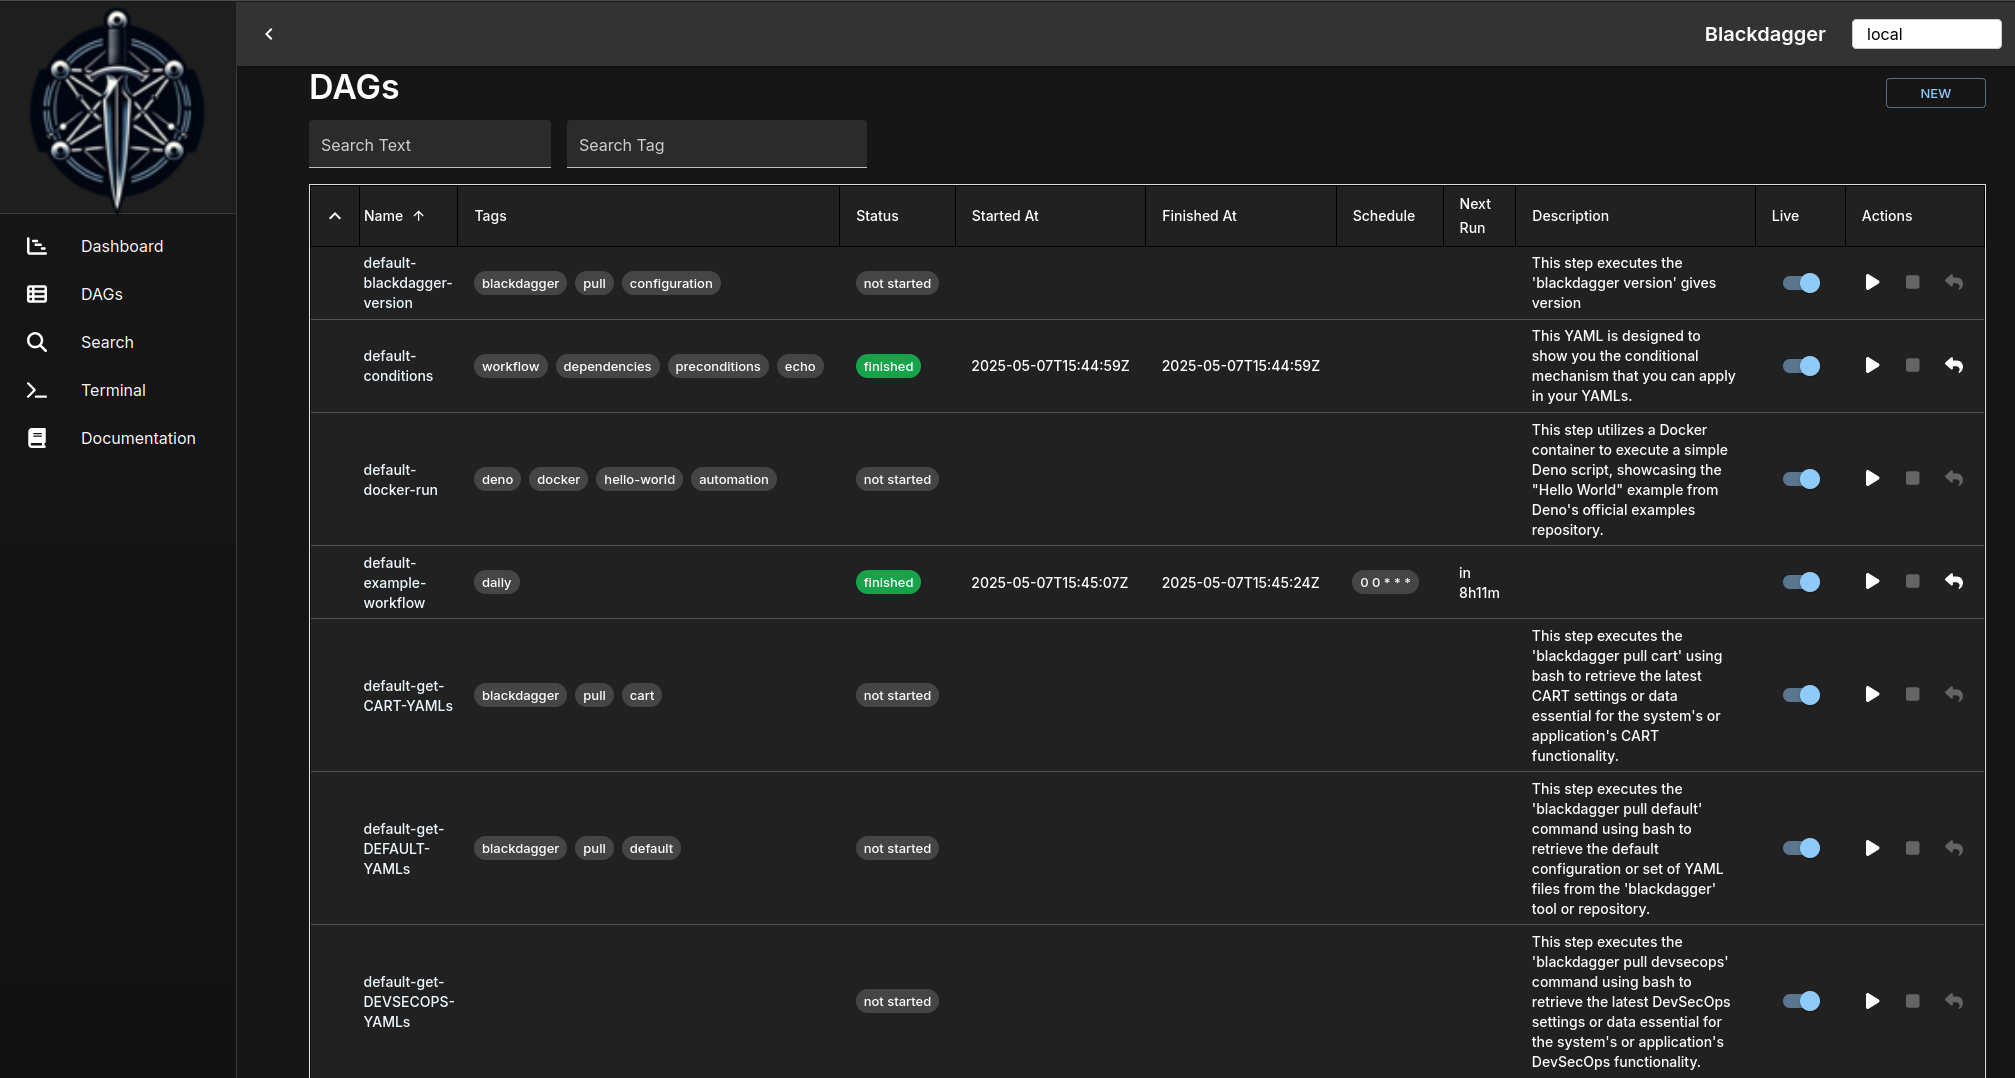 Blackdagger
local
DAGs
NEW
Search Text
Search Tag
Dashboard
DAGs
Search
Terminal
Documentation
Name
Tags
Status
Started At
Finished At
Schedule
Next
Run
Description
Live
Actions
default-
blackdagger-
version
blackdagger
pull
configuration
not started
This step executes the
'blackdagger version' gives
version
default-
conditions
workflow
dependencies
preconditions
echo
finished
2025-05-07T15:44:59Z
2025-05-07T15:44:59Z
This YAML is designed to
show you the conditional
mechanism that you can apply
in your YAMLs.
default-
docker-run
deno
docker
hello-world
automation
not started
This step utilizes a Docker
container to execute a simple
Deno script, showcasing the
"Hello World" example from
Deno's official examples
repository.
default-
example-
workflow
daily
finished
2025-05-07T15:45:07Z
2025-05-07T15:45:24Z
0 0 * * *
in
8h11m
default-get-
CART-YAMLs
blackdagger
pull
cart
not started
This step executes the
'blackdagger pull cart' using
bash to retrieve the latest
CART settings or data
essential for the system's or
application's CART
functionality.
default-get-
DEFAULT-
YAMLs
blackdagger
pull
default
not started
This step executes the
'blackdagger pull default'
command using bash to
retrieve the default
configuration or set of YAML
files from the 'blackdagger'
tool or repository.
default-get-
DEVSECOPS-
YAMLs
not started
This step executes the
'blackdagger pull devsecops'
command using bash to
retrieve the latest DevSecOps
settings or data essential for
the system's or application's
DevSecOps functionality.